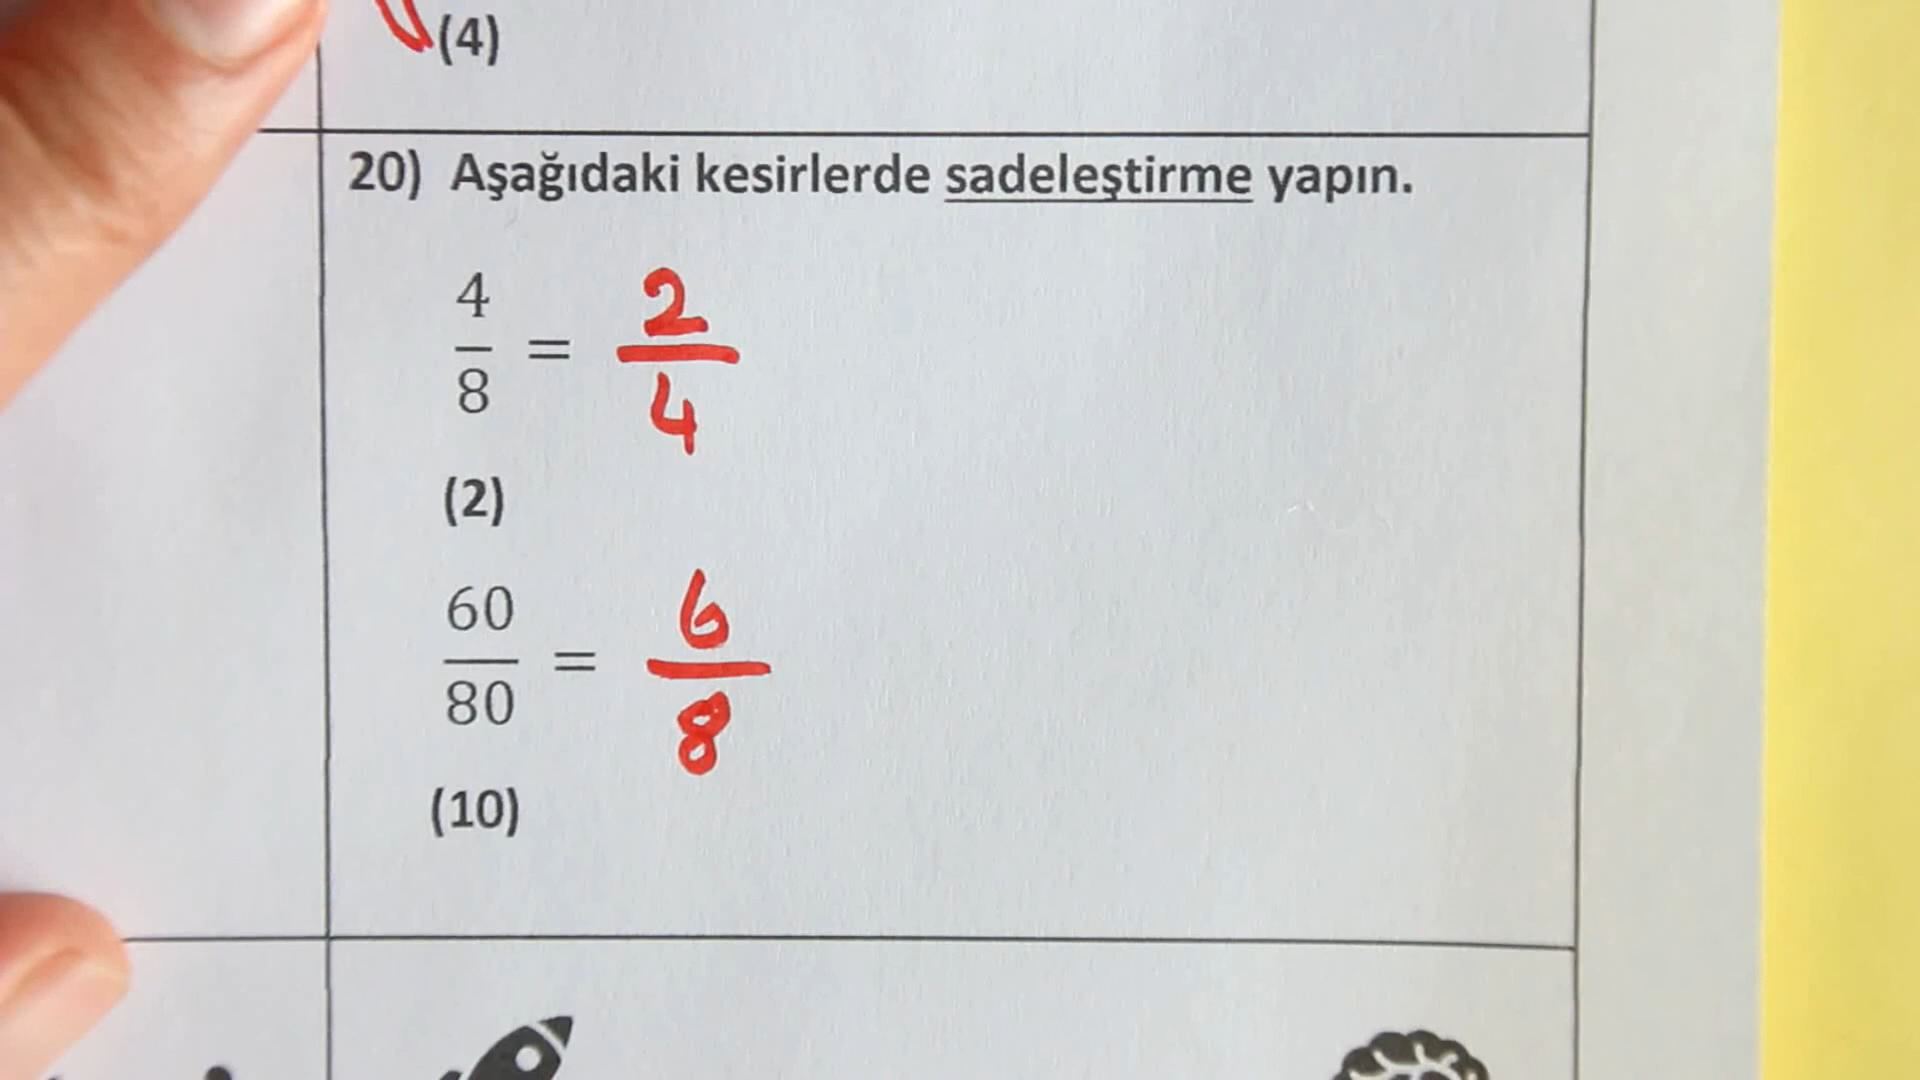 (4)
20) Aşağıdaki kesirlerde sadeleştirme yapın.
4/8 = 2/4
(2)
60/80 = 6/8
(10)